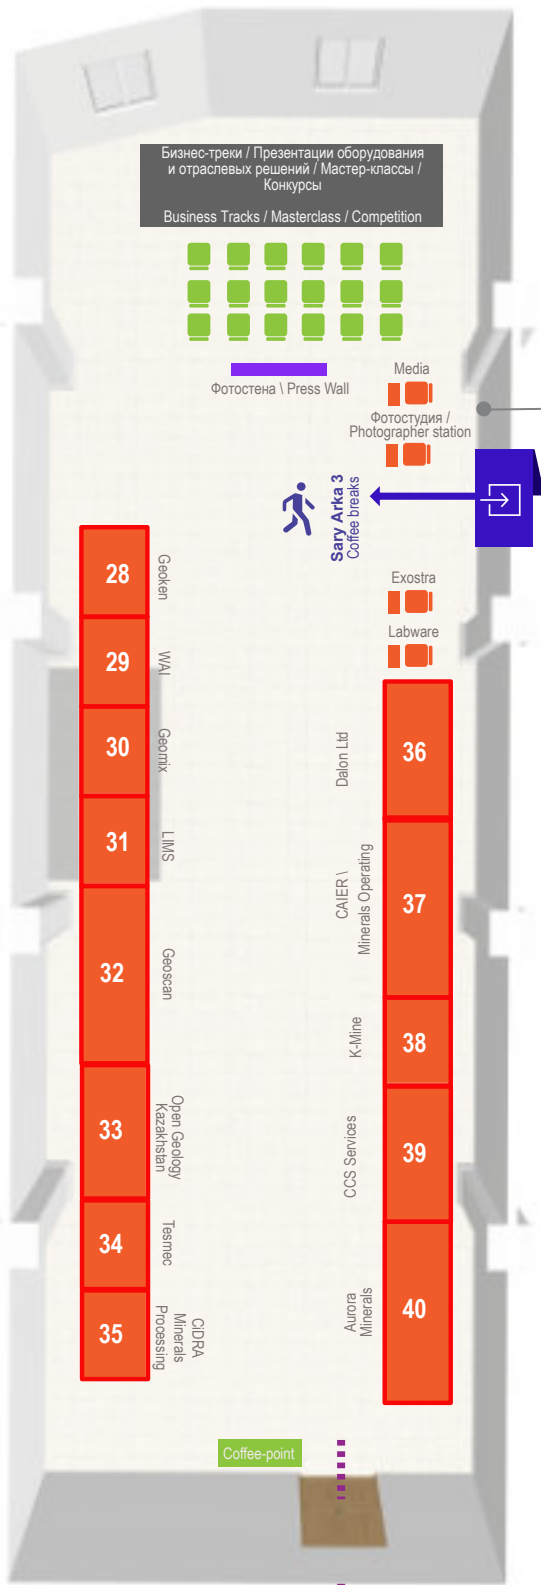 Бизнес-треки / Презентации оборудования
и отраслевых решений / Мастер-классы /
Конкурсы
Business Tracks / Masterclass / Competition
Фотостена \ Press Wall
Media
Фотостудия /
Photographer station
Sary Arka 3
Coffee breaks
Exostra
Labware
28
Geoken
29
WAI
30
Geomix
31
LIMS
32
Geoscan
33
Open Geology
Kazakhstan
34
Tesmec
35
CiDRA
Minerals
Processing
36
Dalon Ltd
37
CAIER \
Minerals Operating
38
K-Mine
39
CCS Services
40
Aurora
Minerals
Coffee-point